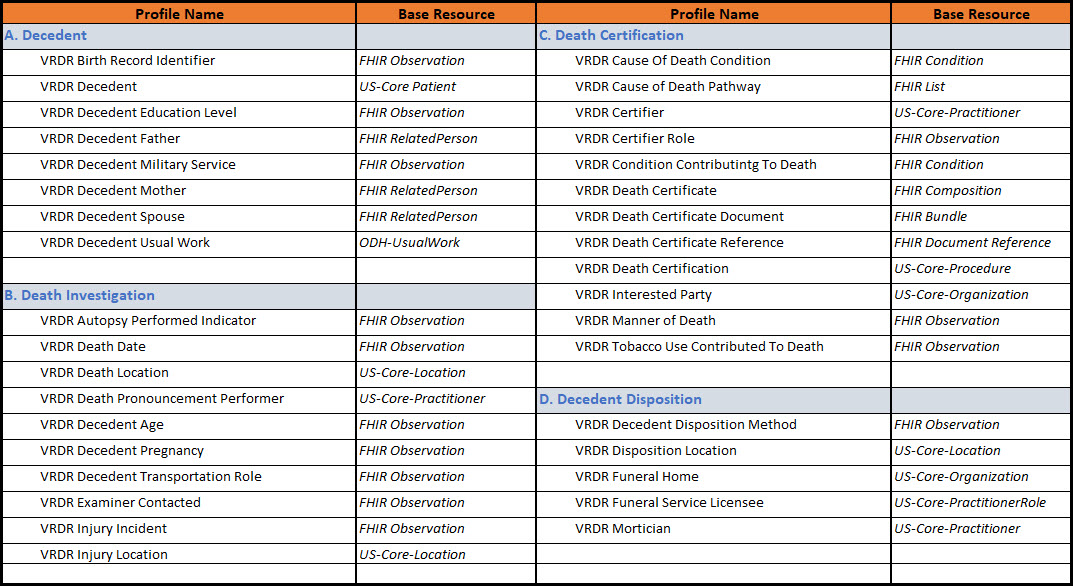 Profile Name Base Resource Profile Name Base Resource
A. Decedent C. Death Certification
VRDR Birth Record Identifier FHIR Observation VRDR Cause Of Death Condition FHIR Condition
VRDR Decedent US-Core Patient VRDR Cause of Death Pathway FHIR List
VRDR Decedent Education Level FHIR Observation VRDR Certifier US-Core-Practitioner
VRDR Decedent Father FHIR RelatedPerson VRDR Certifier Role FHIR Observation
VRDR Decedent Military Service FHIR Observation VRDR Condition Contributintg To Death FHIR Condition
VRDR Decedent Mother FHIR RelatedPerson VRDR Death Certificate FHIR Composition
VRDR Decedent Spouse FHIR RelatedPerson VRDR Death Certificate Document FHIR Bundle
VRDR Decedent Usual Work ODH-UsualWork VRDR Death Certificate Reference FHIR Document Reference
VRDR Death Certification US-Core-Procedure
B. Death Investigation VRDR Interested Party US-Core-Organization
VRDR Autopsy Performed Indicator FHIR Observation VRDR Manner of Death FHIR Observation
VRDR Death Date FHIR Observation VRDR Tobacco Use Contributed To Death FHIR Observation
VRDR Death Location US-Core-Location
VRDR Death Pronouncement Performer US-Core-Practitioner D. Decedent Disposition
VRDR Decedent Age FHIR Observation VRDR Decedent Disposition Method FHIR Observation
VRDR Decedent Pregnancy FHIR Observation VRDR Disposition Location US-Core-Location
VRDR Decedent Transportation Role FHIR Observation VRDR Funeral Home US-Core-Organization
VRDR Examiner Contacted FHIR Observation VRDR Funeral Service Licensee US-Core-PractitionerRole
VRDR Injury Incident FHIR Observation VRDR Mortician US-Core-Practitioner
VRDR Injury Location US-Core-Location